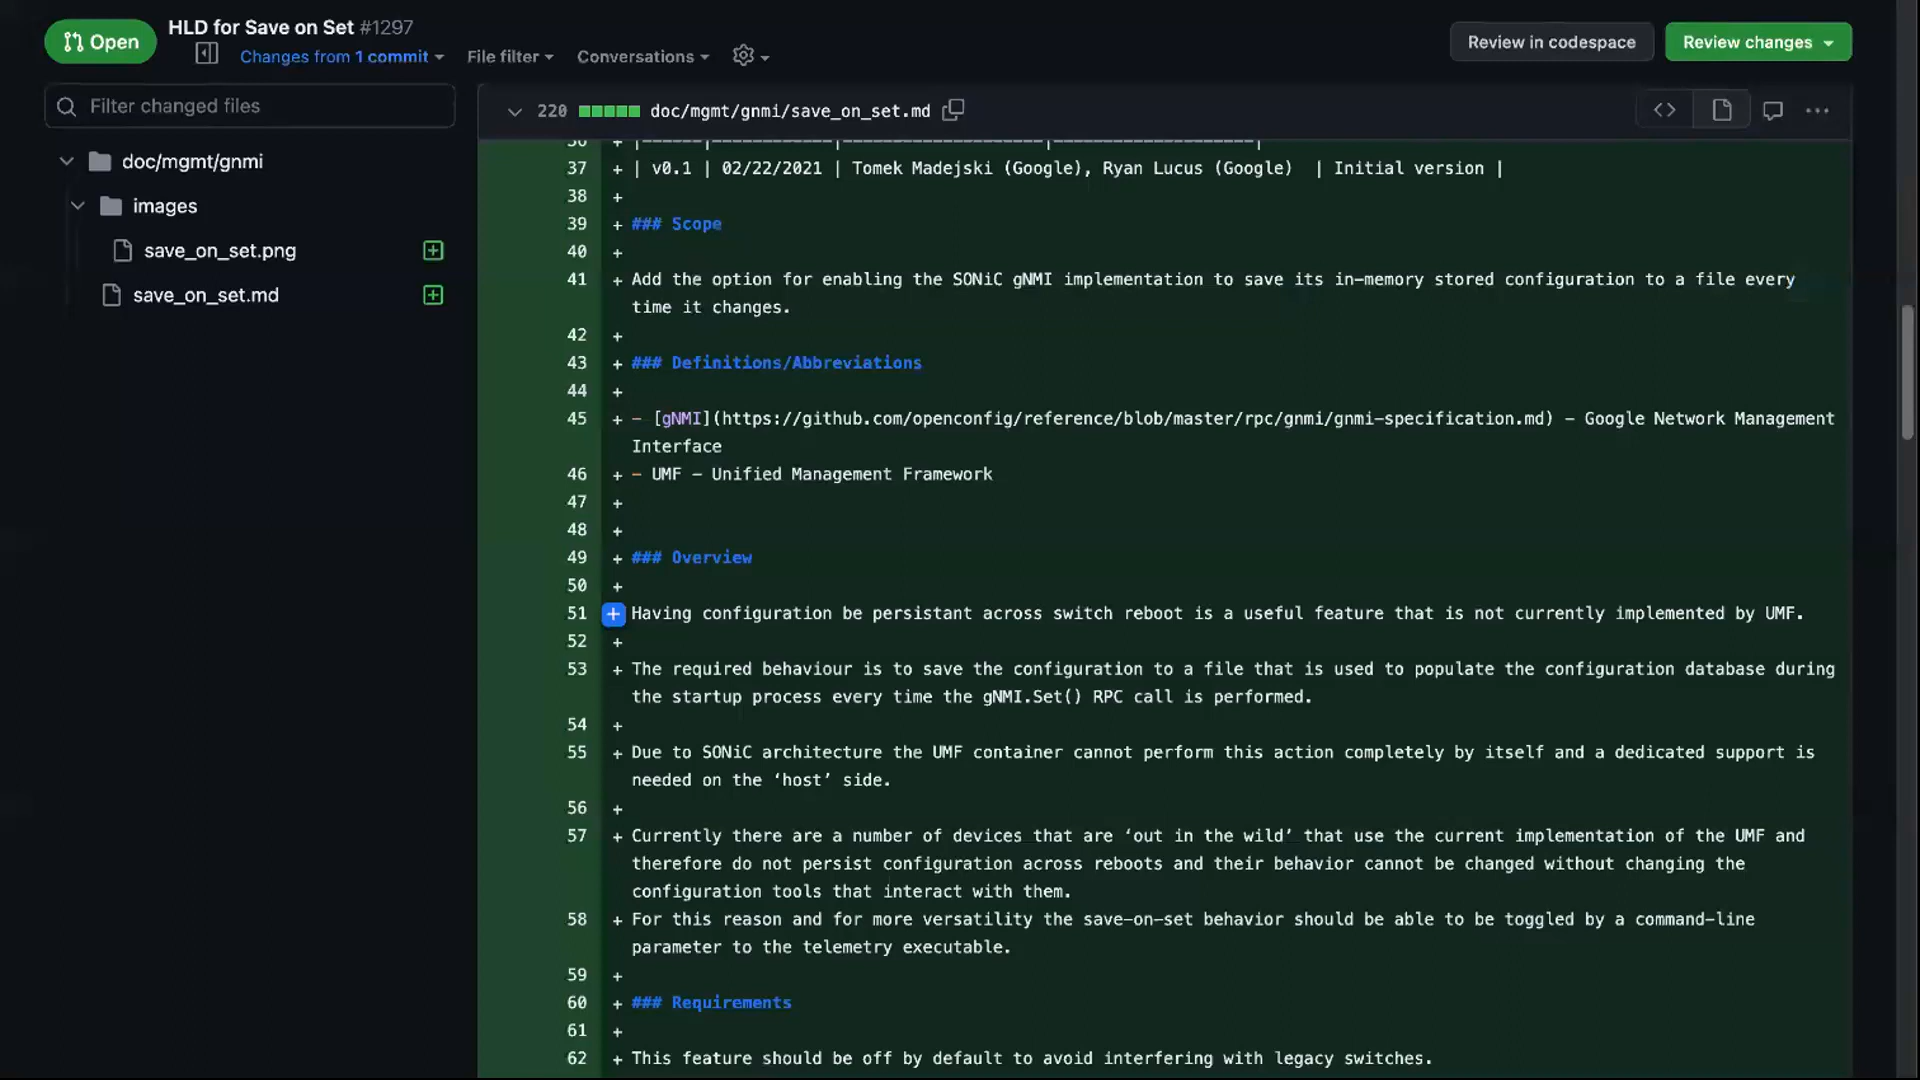 Open
HLD for Save on Set #1297
Changes from 1 commit
File filter
Conversations
Review in codespace
Review changes
Filter changed files
doc/mgmt/gnmi
images
save_on_set.png
save_on_set.md
220 doc/mgmt/gnmi/save_on_set.md
37 + | v0.1 | 02/22/2021 | Tomek Madejski (Google), Ryan Lucus (Google) | Initial version |
38 +
39 + ### Scope
40 +
41 + Add the option for enabling the SONiC gNMI implementation to save its in-memory stored configuration to a file every
time it changes.
42 +
43 + ### Definitions/Abbreviations
44 +
45 + - [gNMI](https://github.com/openconfig/reference/blob/master/rpc/gnmi/gnmi-specification.md) - Google Network Management
Interface
46 + - UMF - Unified Management Framework
47 +
48 +
49 + ### Overview
50 +
51 + Having configuration be persistant across switch reboot is a useful feature that is not currently implemented by UMF.
52 +
53 + The required behaviour is to save the configuration to a file that is used to populate the configuration database during
the startup process every time the gNMI.Set() RPC call is performed.
54 +
55 + Due to SONiC architecture the UMF container cannot perform this action completely by itself and a dedicated support is
needed on the ‘host’ side.
56 +
57 + Currently there are a number of devices that are ‘out in the wild’ that use the current implementation of the UMF and
therefore do not persist configuration across reboots and their behavior cannot be changed without changing the
configuration tools that interact with them.
58 + For this reason and for more versatility the save-on-set behavior should be able to be toggled by a command-line
parameter to the telemetry executable.
59 +
60 + ### Requirements
61 +
62 + This feature should be off by default to avoid interfering with legacy switches.